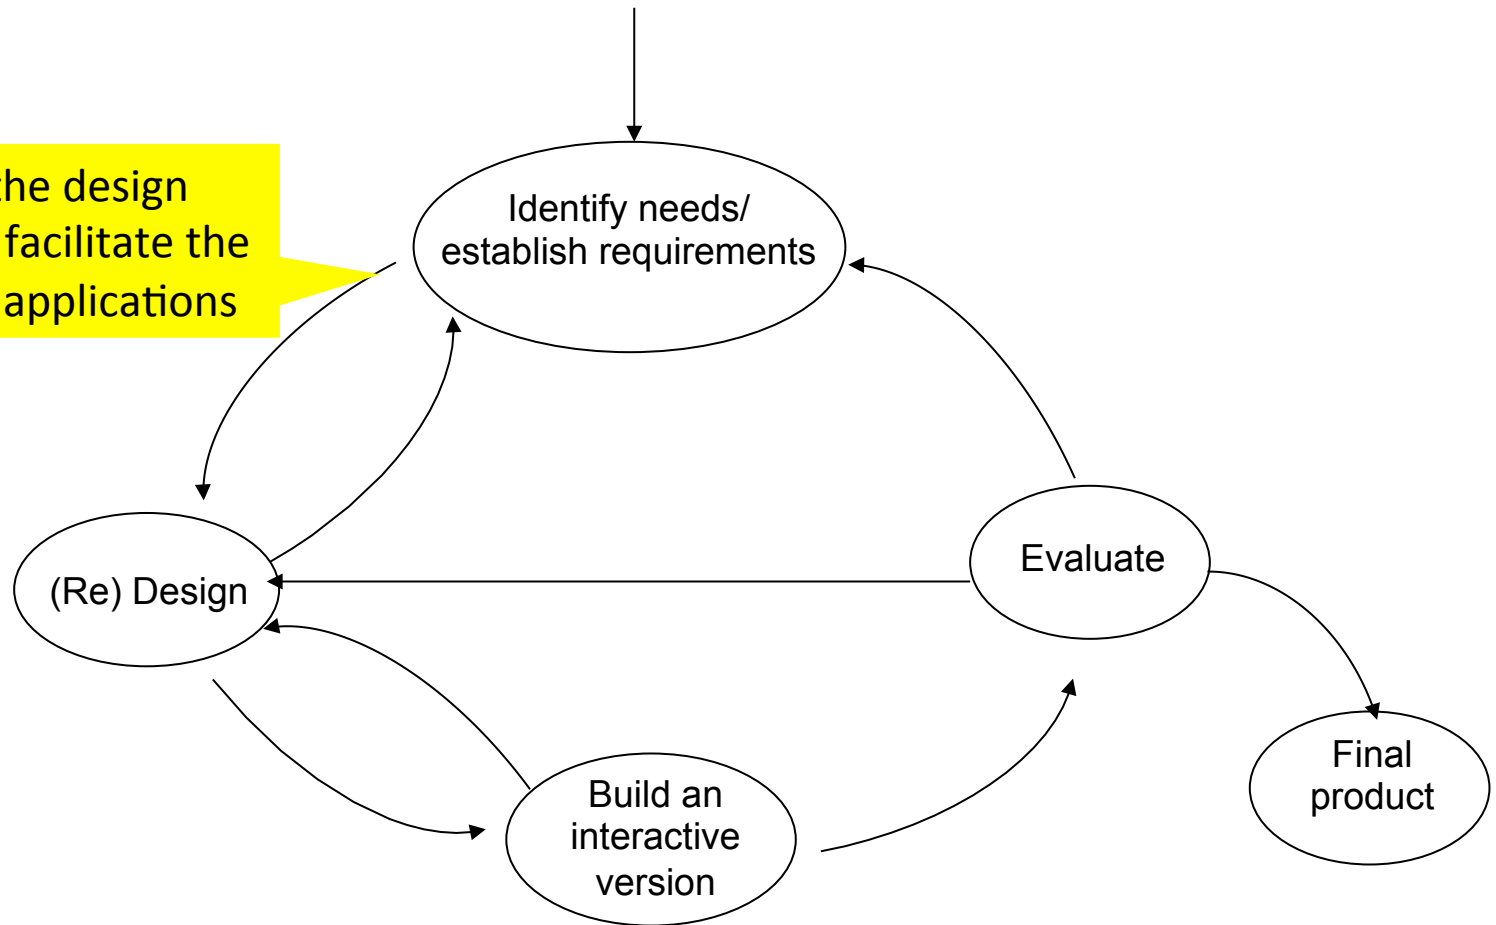 the design
facilitate the
applications
Identify needs/
establish requirements
(Re) Design
Evaluate
Build an
interactive
version
Final
product